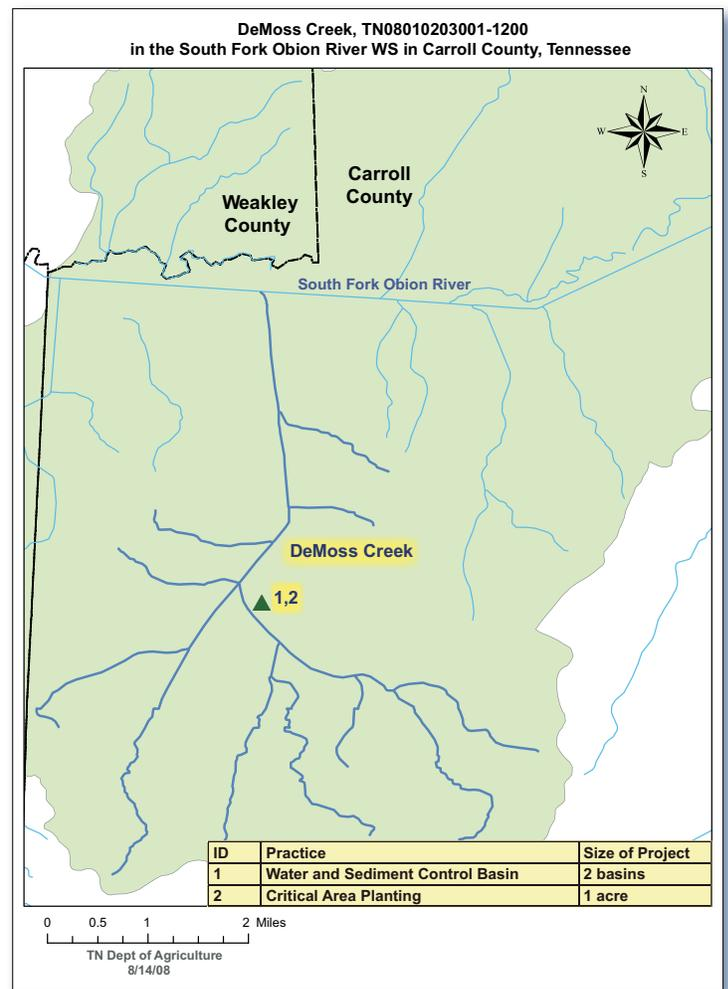 DeMoss Creek, TN08010203001-1200
in the South Fork Obion River WS in Carroll County, Tennessee
N
W
E
S
Carroll
County
Weakley
County
South Fork Obion River
DeMoss Creek
1,2
ID Practice Size of Project
1 Water and Sediment Control Basin 2 basins
2 Critical Area Planting 1 acre
0 0.5 1 2 Miles
TN Dept of Agriculture
8/14/08